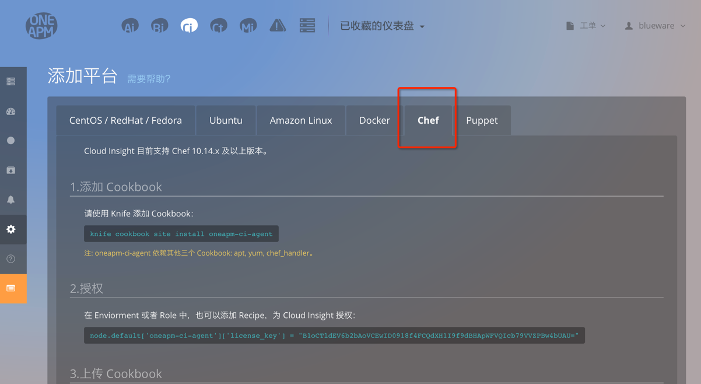 ONE
APM
Ai
Bi
Ci
Ct
Mi
已收藏的仪表盘
工单
blueware
添加平台 需要帮助?
CentOS / RedHat / Fedora
Ubuntu
Amazon Linux
Docker
Chef
Puppet
Cloud Insight 目前支持 Chef 10.14.x 及以上版本。
1.添加 Cookbook
请使用 Knife 添加 Cookbook：
knife cookbook site install oneapm-ci-agent
注: oneapm-ci-agent 依赖其他三个 Cookbook: apt, yum, chef_handler。
2.授权
在 Enviorment 或者 Role 中，也可以添加 Recipe，为 Cloud Insight 授权：
node.default['oneapm-ci-agent']['license_key'] =
3.上传 Cookbook